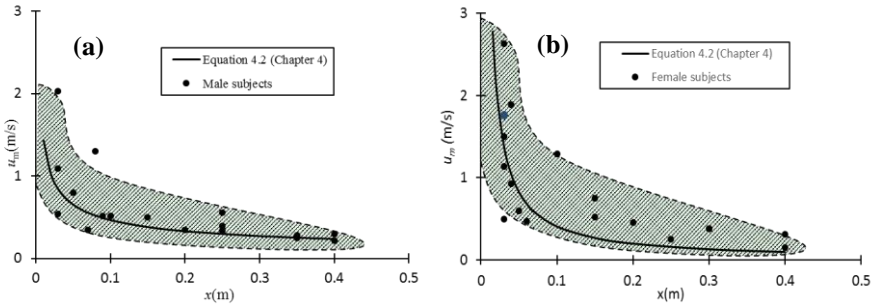 (a)
Equation 4.2 (Chapter 4)
Male subjects
3
2
1
0
um(m/s)
0
0.1
0.2
0.3
0.4
0.5
x(m)
(b)
Equation 4.2 (Chapter 4)
Female subjects
3
2
1
0
um (m/s)
0
0.1
0.2
0.3
0.4
0.5
x(m)